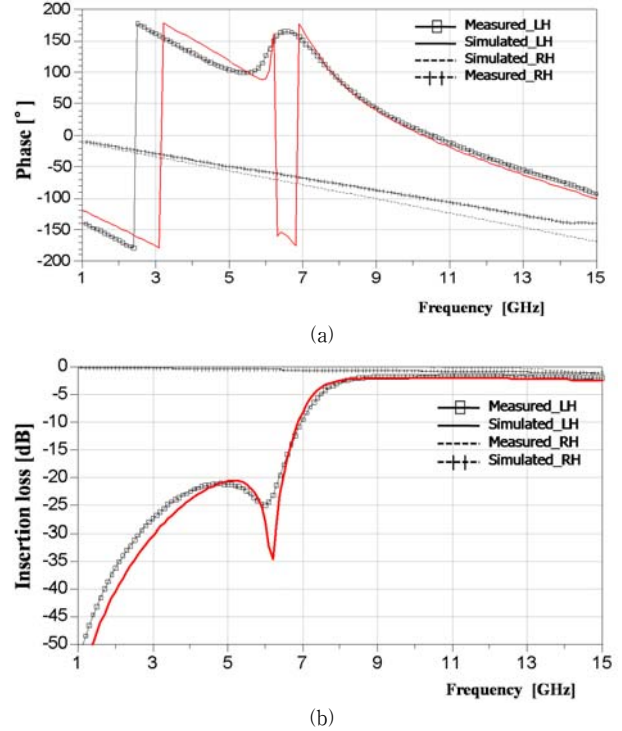 200
150
100
50
0
-50
-100
-150
-200
Phase [°]
Measured_LH
Simulated_LH
Simulated_RH
Measured_RH
1 3 5 7 9 11 13 15
Frequency [GHz]
(a)
0
-5
-10
-15
-20
-25
-30
-35
-40
-45
-50
Insertion loss [dB]
Measured_LH
Simulated_LH
Measured_RH
Simulated_RH
1 3 5 7 9 11 13 15
Frequency [GHz]
(b)